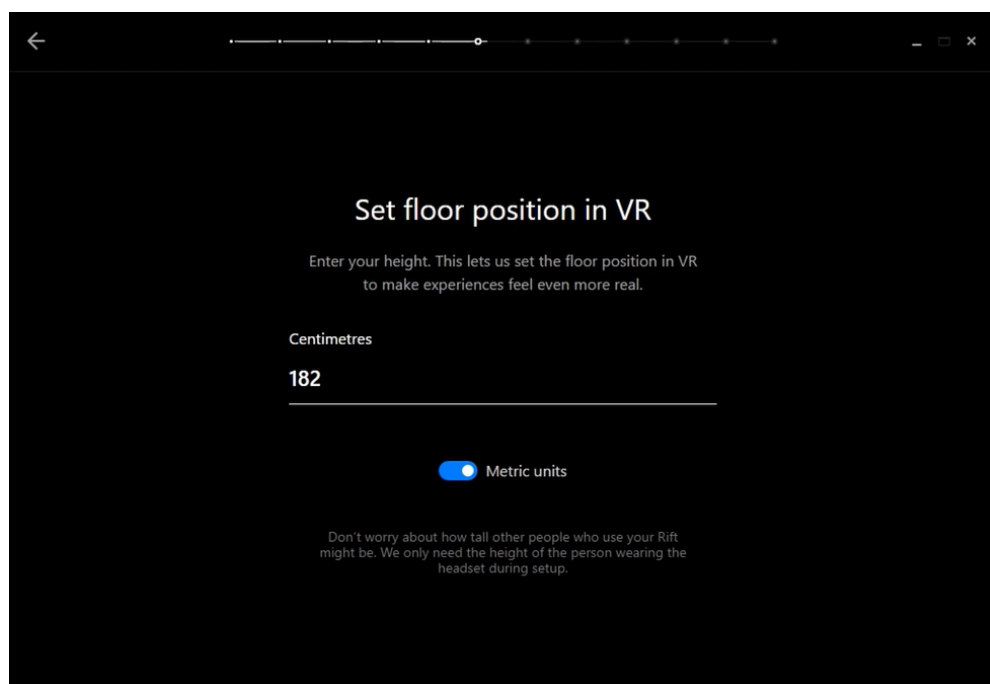 Set floor position in VR
Enter your height. This lets us set the floor position in VR
to make experiences feel even more real.
Centimetres
182
Metric units
Don't worry about how tall other people who use your Rift
might be. We only need the height of the person wearing the
headset during setup.